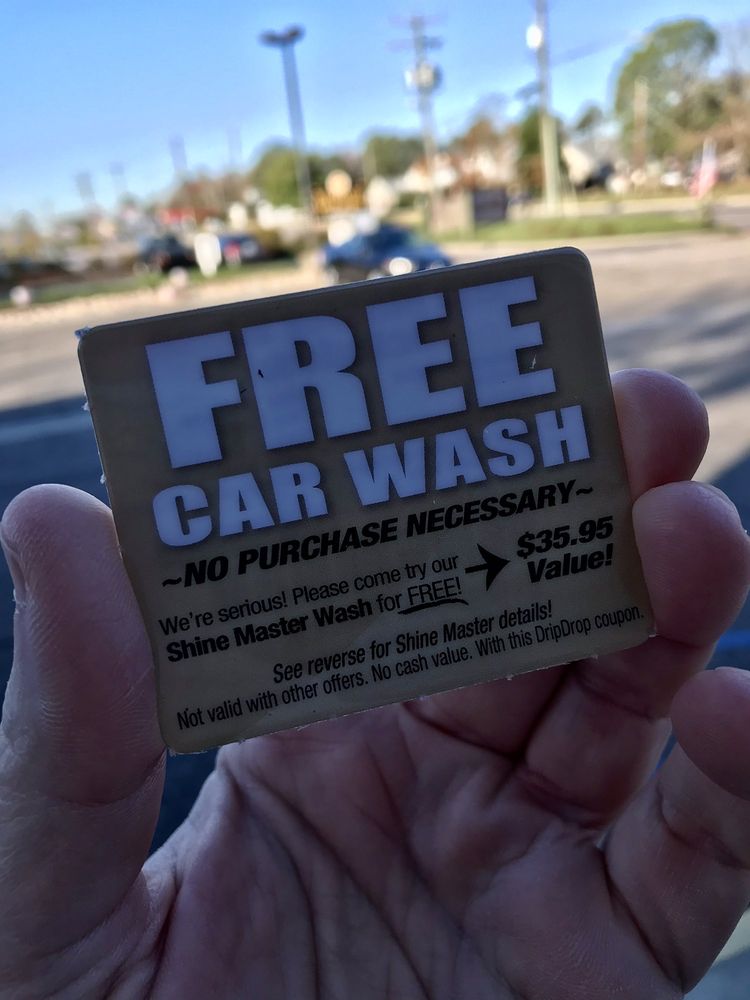 FREE
CAR WASH
~NO PURCHASE NECESSARY~
We're serious! Please come try our
Shine Master Wash for FREE!
$35.95
Value!
See reverse for Shine Master details!
Not valid with other offers. No cash value. With this DripDrop coupon.